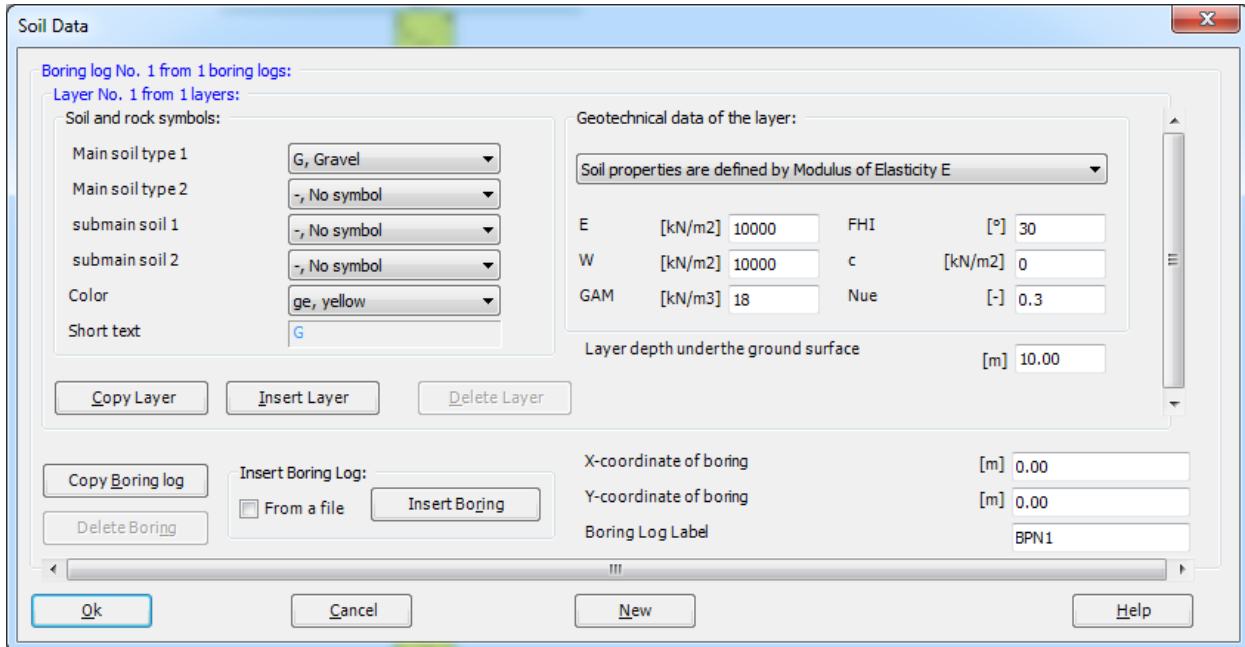 Soil Data
Boring log No. 1 from 1 boring logs:
Layer No. 1 from 1 layers:
Soil and rock symbols:
Main soil type 1 G, Gravel
Main soil type 2 -, No symbol
submain soil 1 -, No symbol
submain soil 2 -, No symbol
Color ge, yellow
Short text G
Geotechnical data of the layer:
Soil properties are defined by Modulus of Elasticity E
E [kN/m2] 10000 FHI [°] 30
W [kN/m2] 10000 c [kN/m2] 0
GAM [kN/m3] 18 Nue [-] 0.3
Layer depth underthe ground surface [m] 10.00
Copy Layer Insert Layer Delete Layer
Copy Boring log
Delete Boring
Insert Boring Log:
From a file Insert Boring
X-coordinate of boring [m] 0.00
Y-coordinate of boring [m] 0.00
Boring Log Label BPN1
Ok Cancel New Help